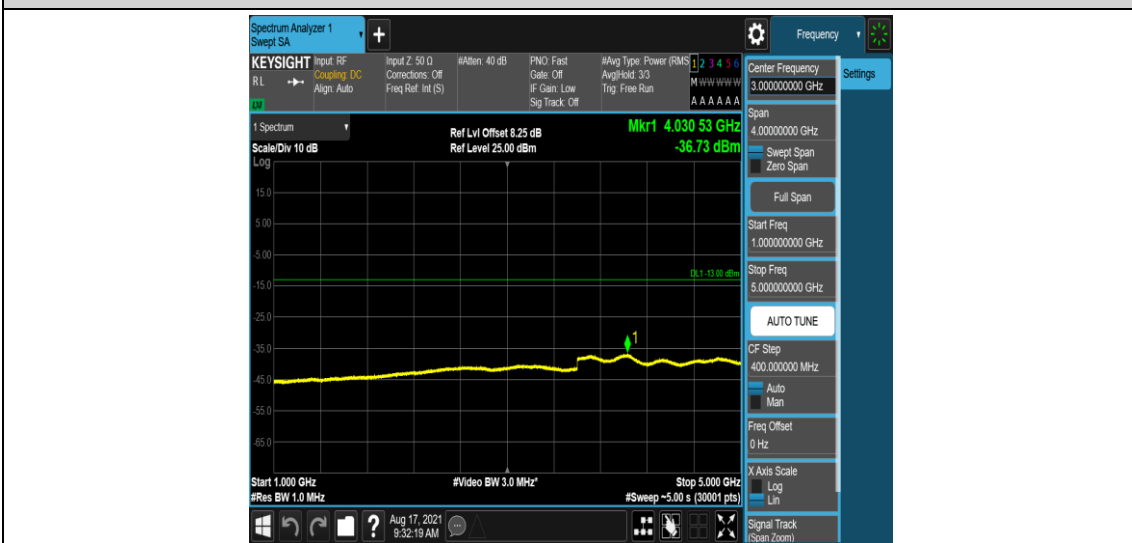 Spectrum Analyzer 1
Swept SA
+
Frequency
KEYSIGHT
RL
LXI
Input: RF
Coupling: DC
Align: Auto
Input Z: 50 Ω
Corrections: Off
Freq Ref: Int (S)
#Atten: 40 dB
PNO: Fast
Gate: Off
IF Gain: Low
Sig Track: Off
#Avg Type: Power (RMS
Avg|Hold: 3/3
Trig: Free Run
1 2 3 4 5 6
M W W W W W
A A A A A A
1 Spectrum
Scale/Div 10 dB
Log
Ref Lvl Offset 8.25 dB
Ref Level 25.00 dBm
Mkr1 4.030 53 GHz
-36.73 dBm
15.0
5.00
-5.00
DL1 -13.00 dBm
-15.0
-25.0
1
-35.0
-45.0
-55.0
-65.0
Start 1.000 GHz
#Video BW 3.0 MHz*
Stop 5.000 GHz
#Res BW 1.0 MHz
#Sweep ~5.00 s (30001 pts)
?
Aug 17, 2021
9:32:19 AM
Center Frequency
3.000000000 GHz
Settings
Span
4.00000000 GHz
Swept Span
Zero Span
Full Span
Start Freq
1.000000000 GHz
Stop Freq
5.000000000 GHz
AUTO TUNE
CF Step
400.000000 MHz
Auto
Man
Freq Offset
0 Hz
X Axis Scale
Log
Lin
Signal Track
(Span Zoom)